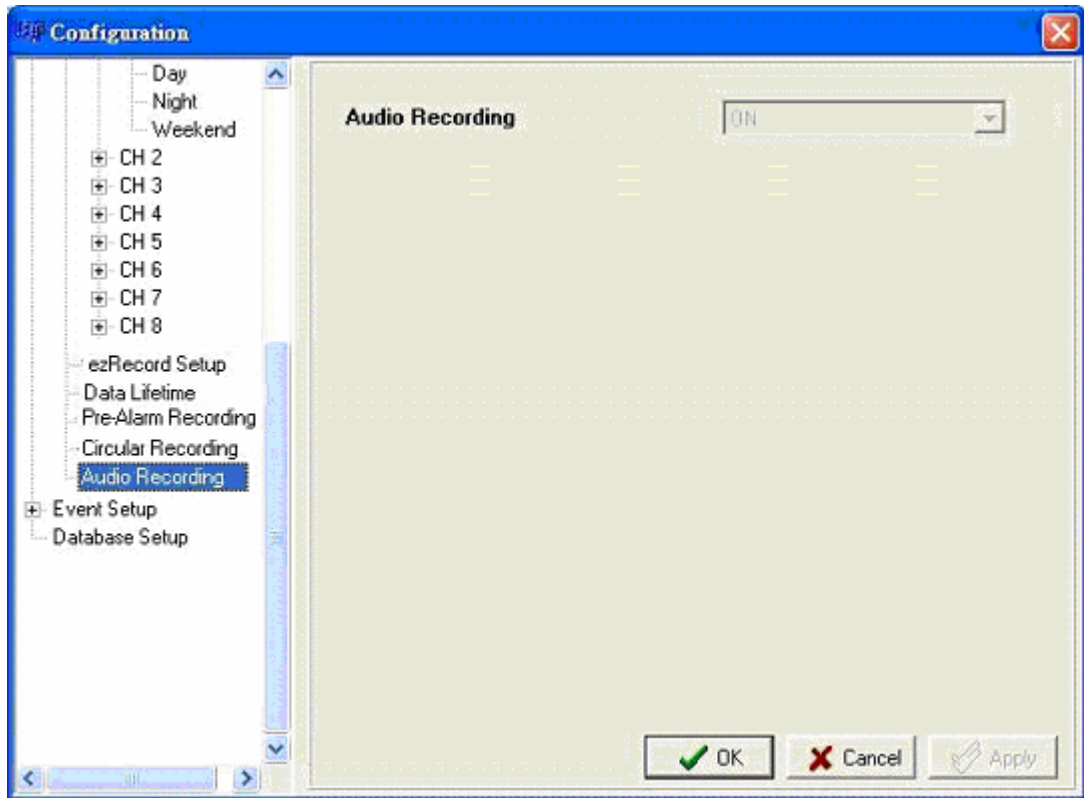 Configuration
Day
Night
Weekend
CH 2
CH 3
CH 4
CH 5
CH 6
CH 7
CH 8
ezRecord Setup
Data Lifetime
Pre-Alarm Recording
Circular Recording
Audio Recording
Event Setup
Database Setup
Audio Recording
ON
OK
Cancel
Apply